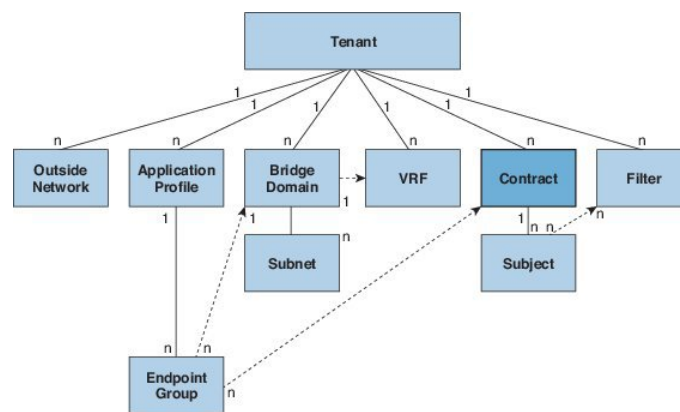 Tenant
1
1
1
1
1
1
n
n
n
n
n
n
Outside
Network
Application
Profile
Bridge
Domain
VRF
Contract
Filter
1
1
1
1
n
n
n
n
Subnet
Subject
n
n
Endpoint
Group
n